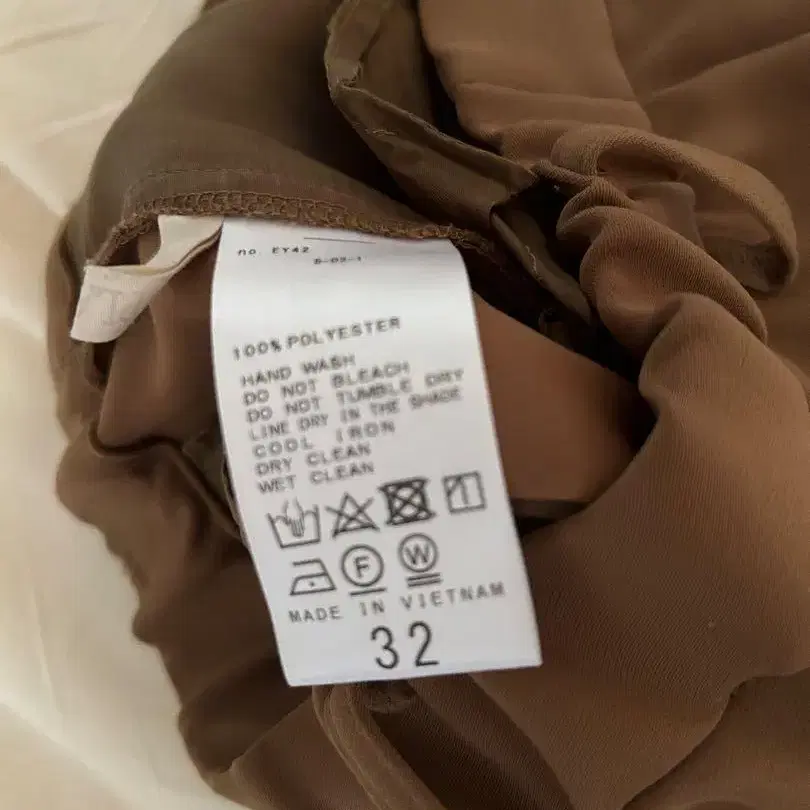 no. EY42
100% POLYESTER
HAND WASH
DO NOT BLEACH
DO NOT TUMBLE DRY
LINE DRY IN THE SHADE
COOL IRON
DRY CLEAN
WET CLEAN
F W
MADE IN VIETNAM
32